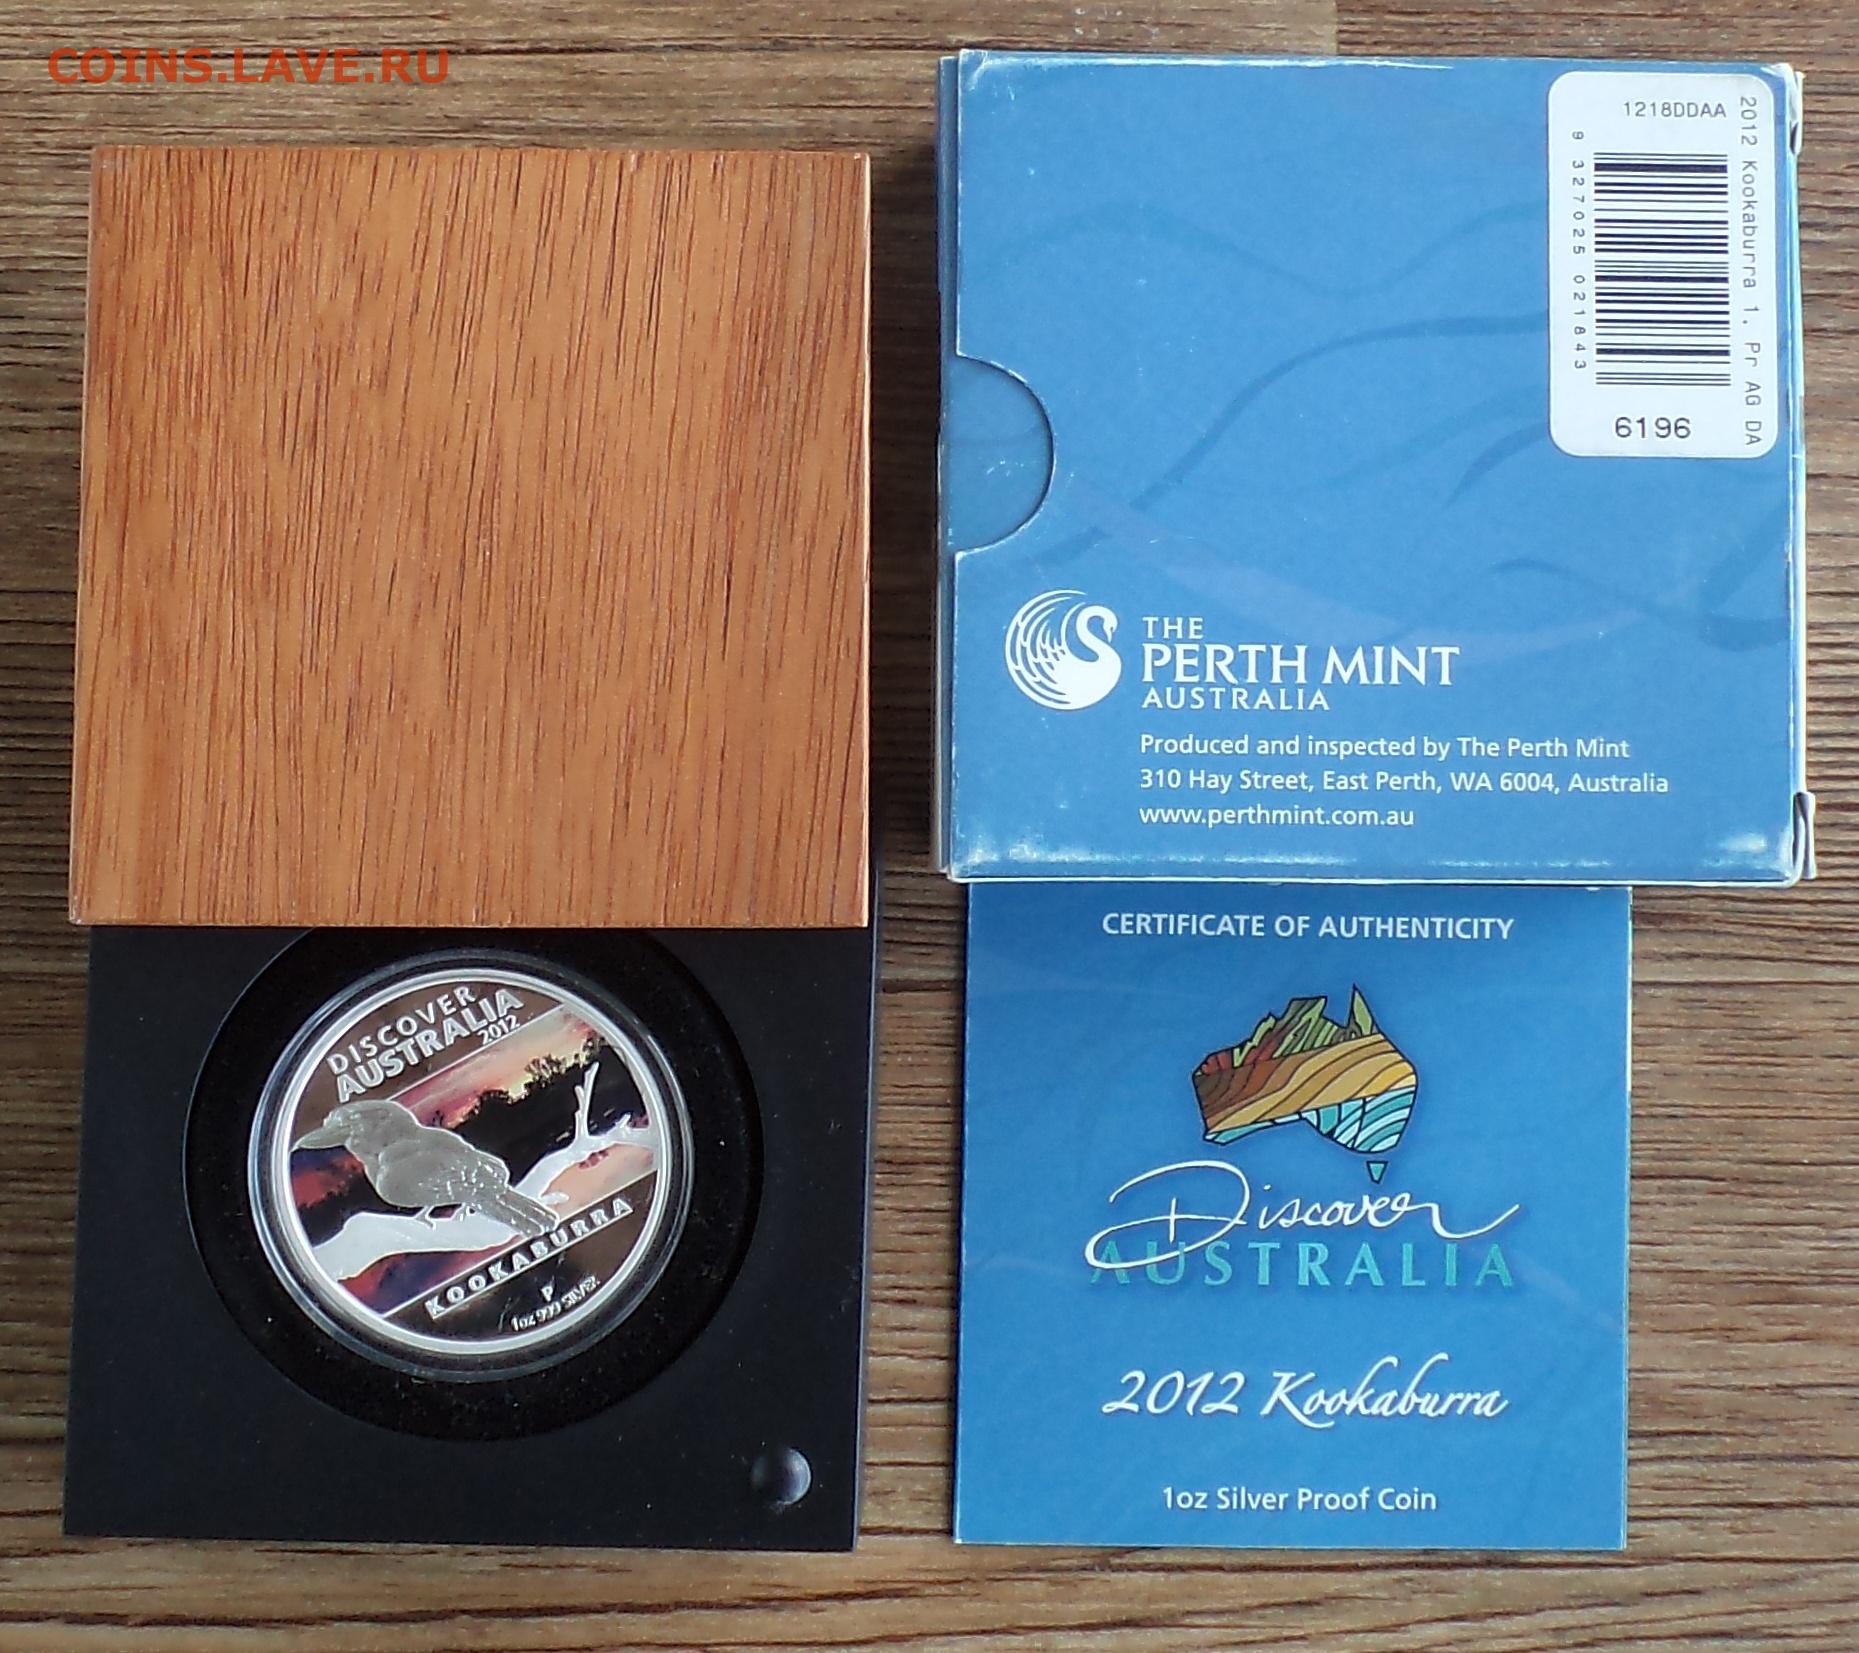 COINS.LAVE.RU
1218DDAA
2012 Kookaburra 1. Pr AG DA
9 327025 021843
6196
THE
PERTH MINT
AUSTRALIA
Produced and inspected by The Perth Mint
310 Hay Street, East Perth, WA 6004, Australia
www.perthmint.com.au
DISCOVER
AUSTRALIA
2012
KOOKABURRA
P
1oz 999 SILVER
CERTIFICATE OF AUTHENTICITY
Discover
AUSTRALIA
2012 Kookaburra
1oz Silver Proof Coin